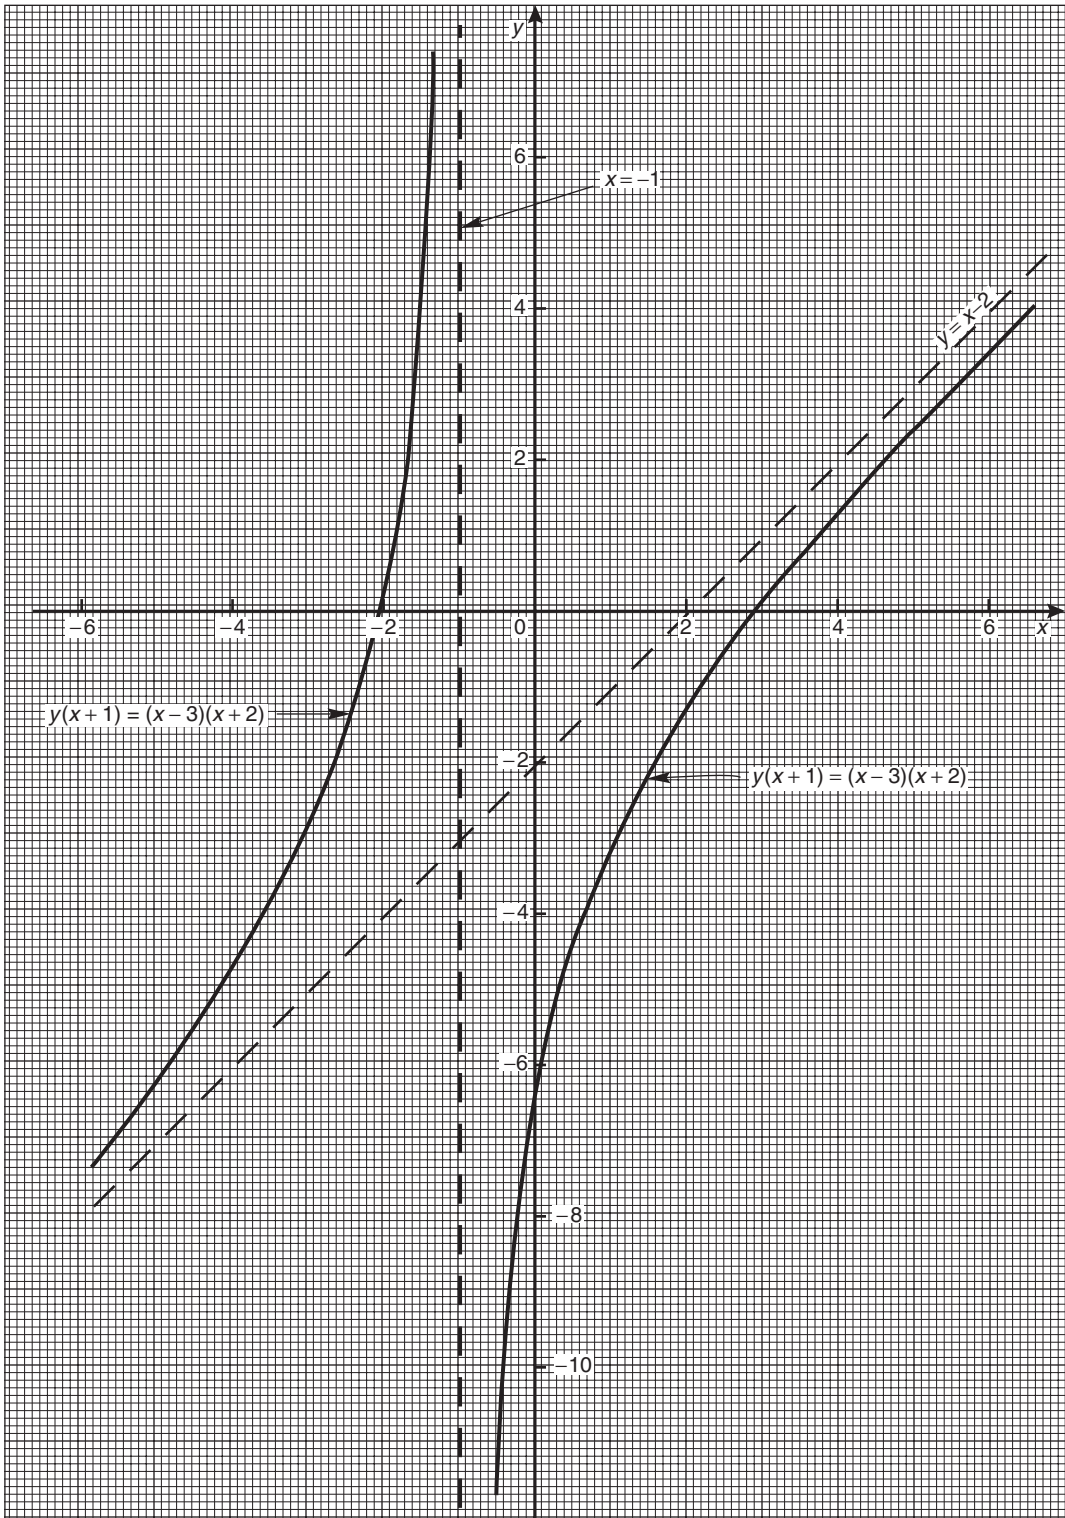 y
6
x = −1
4
y = x−2
2
−6
−4
−2
0
2
4
6
x
y(x + 1) = (x − 3)(x + 2)
−2
y(x + 1) = (x − 3)(x + 2)
−4
−6
−8
−10